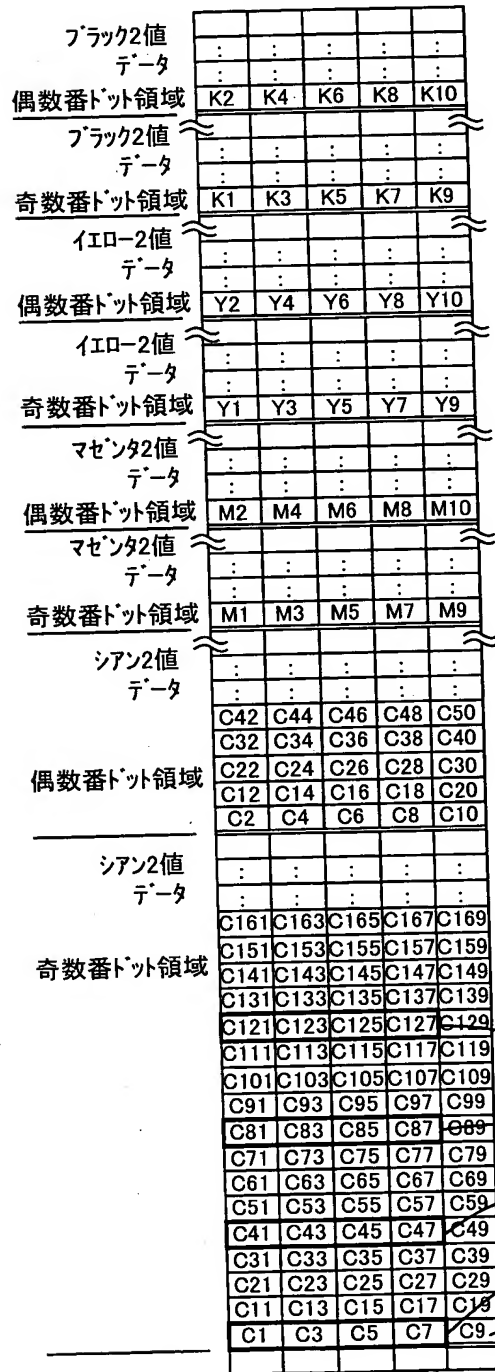 ブラック2値
データ
: : : : :
: : : : :
偶数番ドット領域 K2 K4 K6 K8 K10
ブラック2値
データ
: : : : :
: : : : :
奇数番ドット領域 K1 K3 K5 K7 K9
イエロー2値
データ
: : : : :
: : : : :
偶数番ドット領域 Y2 Y4 Y6 Y8 Y10
イエロー2値
データ
: : : : :
: : : : :
奇数番ドット領域 Y1 Y3 Y5 Y7 Y9
マゼンタ2値
データ
: : : : :
: : : : :
偶数番ドット領域 M2 M4 M6 M8 M10
マゼンタ2値
データ
: : : : :
: : : : :
奇数番ドット領域 M1 M3 M5 M7 M9
シアン2値
データ
: : : : :
: : : : :
C42 C44 C46 C48 C50
C32 C34 C36 C38 C40
偶数番ドット領域 C22 C24 C26 C28 C30
C12 C14 C16 C18 C20
C2 C4 C6 C8 C10
シアン2値
データ
: : : : :
: : : : :
C161 C163 C165 C167 C169
C151 C153 C155 C157 C159
奇数番ドット領域 C141 C143 C145 C147 C149
C131 C133 C135 C137 C139
C121 C123 C125 C127 C129
C111 C113 C115 C117 C119
C101 C103 C105 C107 C109
C91 C93 C95 C97 C99
C81 C83 C85 C87 C89
C71 C73 C75 C77 C79
C61 C63 C65 C67 C69
C51 C53 C55 C57 C59
C41 C43 C45 C47 C49
C31 C33 C35 C37 C39
C21 C23 C25 C27 C29
C11 C13 C15 C17 C19
C1 C3 C5 C7 C9